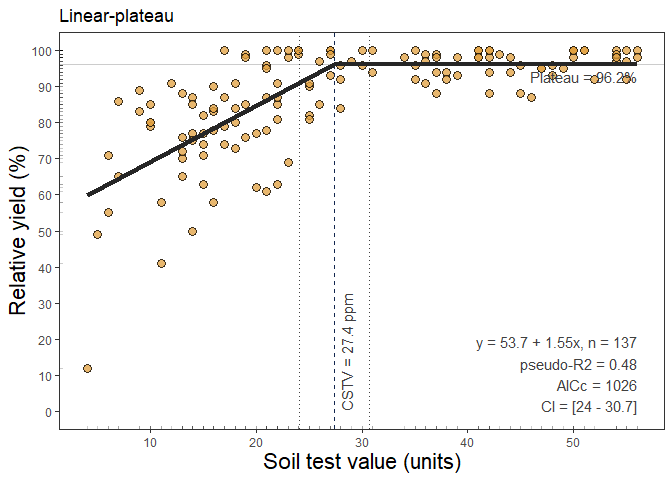 Linear-plateau
Relative yield (%)
100
90
80
70
60
50
40
30
20
10
0
Plateau = 96.2%
CSTV = 27.4 ppm
y = 53.7 + 1.55x, n = 137
pseudo-R2 = 0.48
AICc = 1026
CI = [24 - 30.7]
10 20 30 40 50
Soil test value (units)